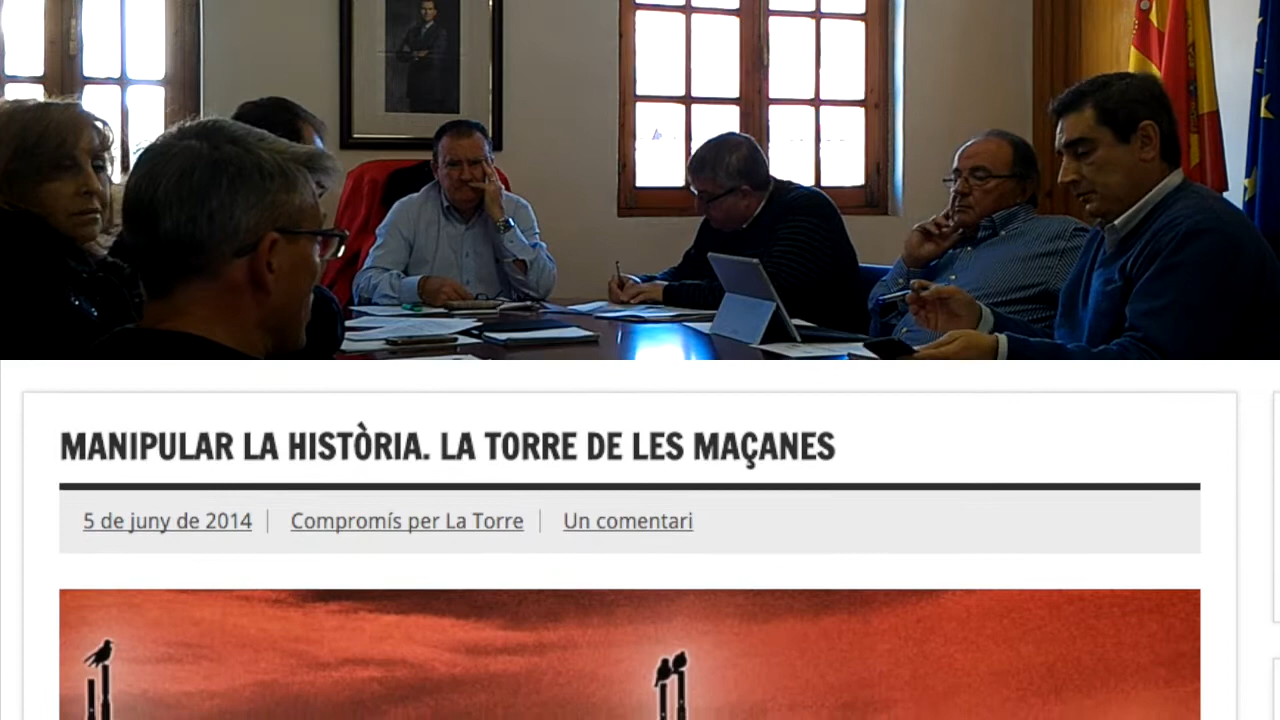 MANIPULAR LA HISTÒRIA. LA TORRE DE LES MAÇANES
5 de juny de 2014 Compromís per La Torre Un comentari